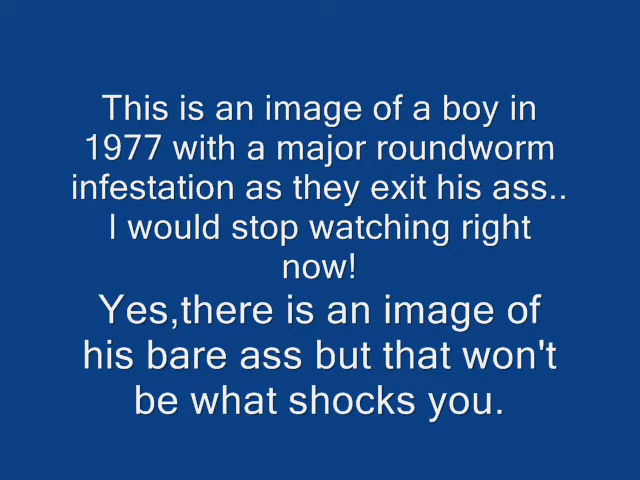 This is an image of a boy in
1977 with a major roundworm
infestation as they exit his ass..
I would stop watching right
now!
Yes,there is an image of
his bare ass but that won't
be what shocks you.